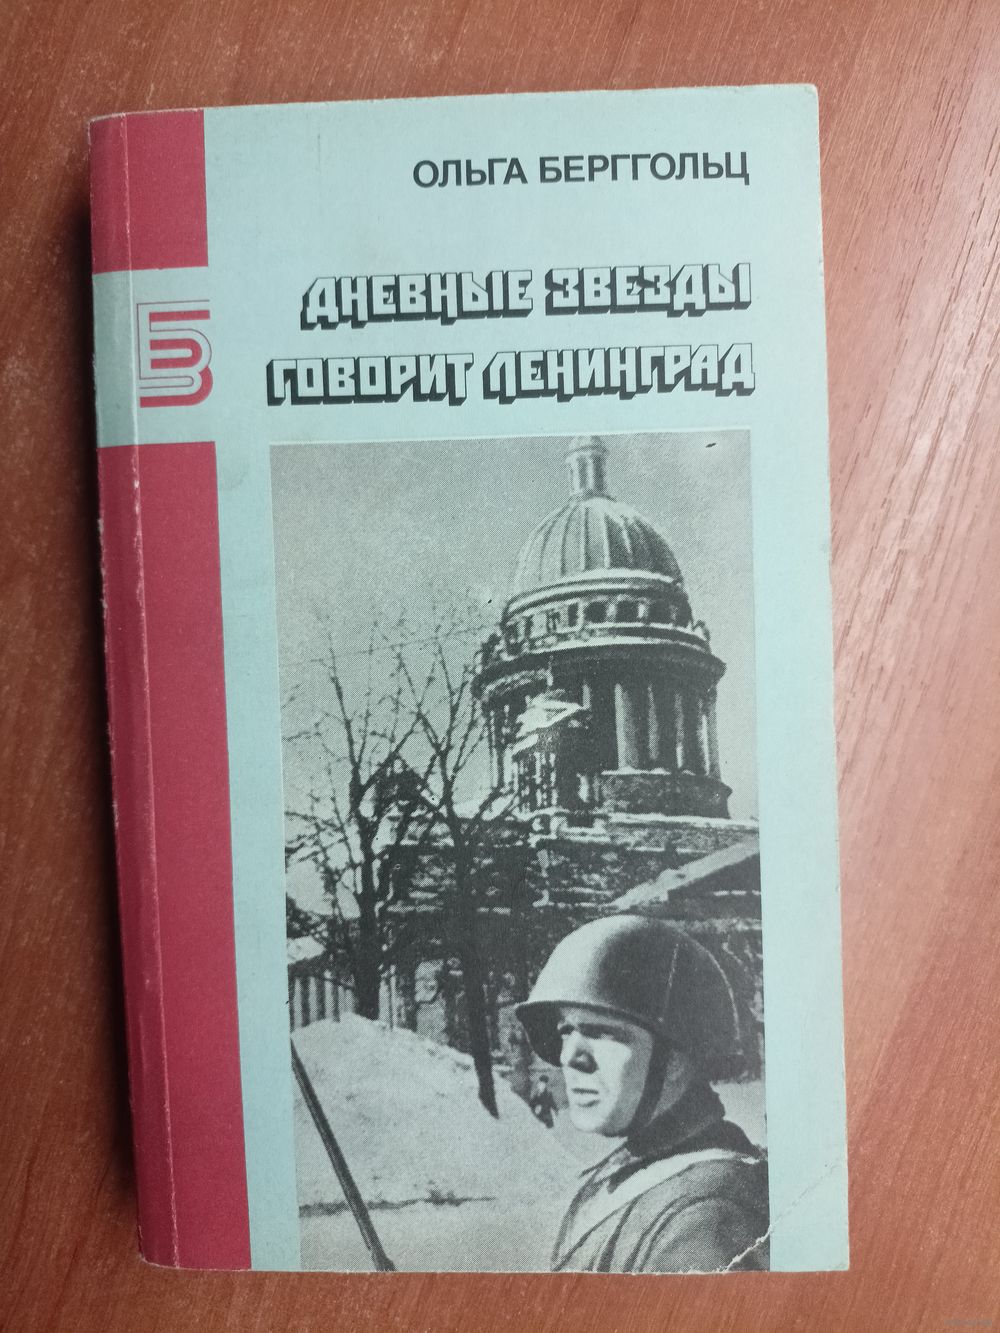 ОЛЬГА БЕРГГОЛЬЦ
ДНЕВНЫЕ ЗВЕЗДЫ
ГОВОРИТ ЛЕНИНГРАД